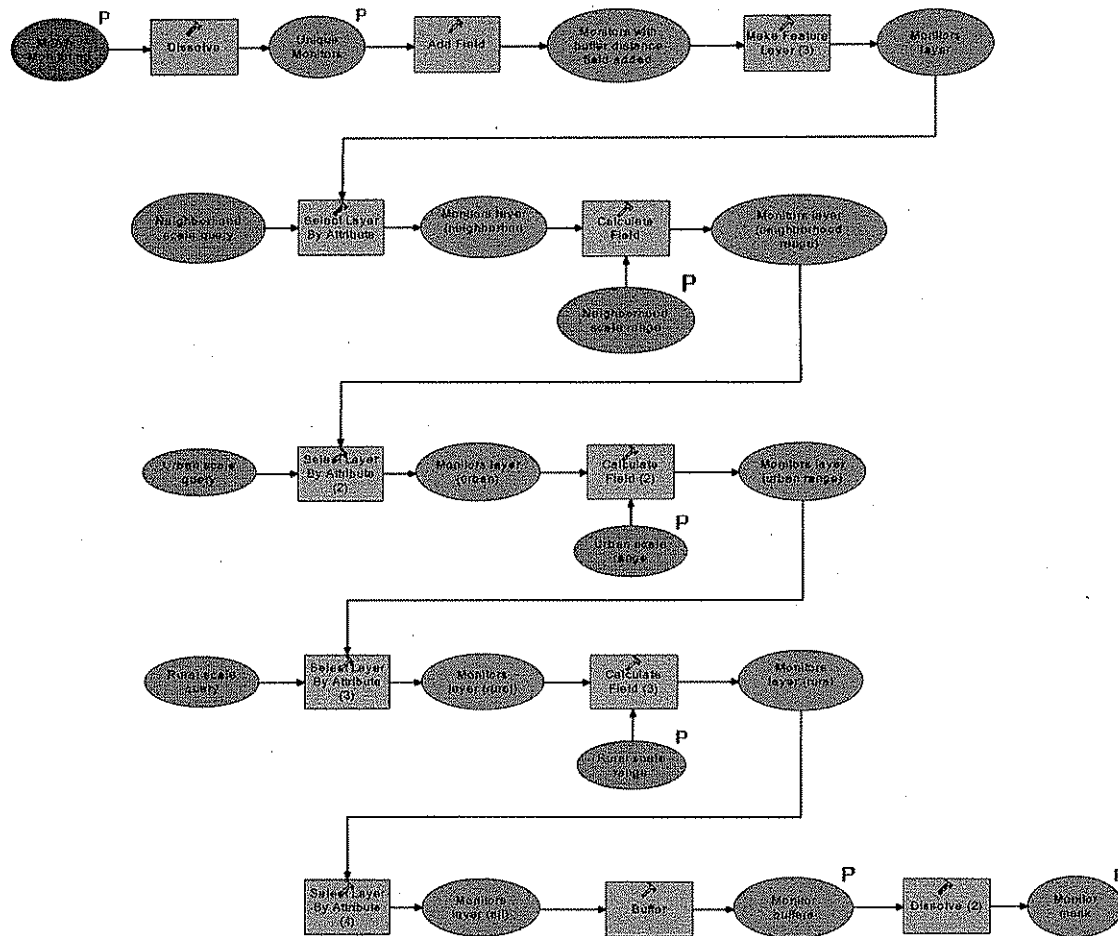 P
P
Dissolve
Unique
Monitors
Add Field
Monitors with
buffer distance
field added
Make Feature
Layer (3)
Monitors
layer
Neighborhood
scale query
Select Layer
By Attribute
Monitors layer
Calculate
Field
Monitors layer
(neighborhood
range)
P
Neighborhood
scale range
Urban scale
query
Select Layer
By Attribute
(2)
Monitors layer
(urban)
Calculate
Field (2)
Monitors layer
(urban range)
P
Urban scale
range
Rural scale
query
Select Layer
By Attribute
(3)
Monitors
layer (rural)
Calculate
Field (3)
Monitors
P
Rural scale
range
Select Layer
By Attribute
(4)
Monitors
layer (all)
Buffer
P
Monitor
buffers
Dissolve (2)
P
Monitor